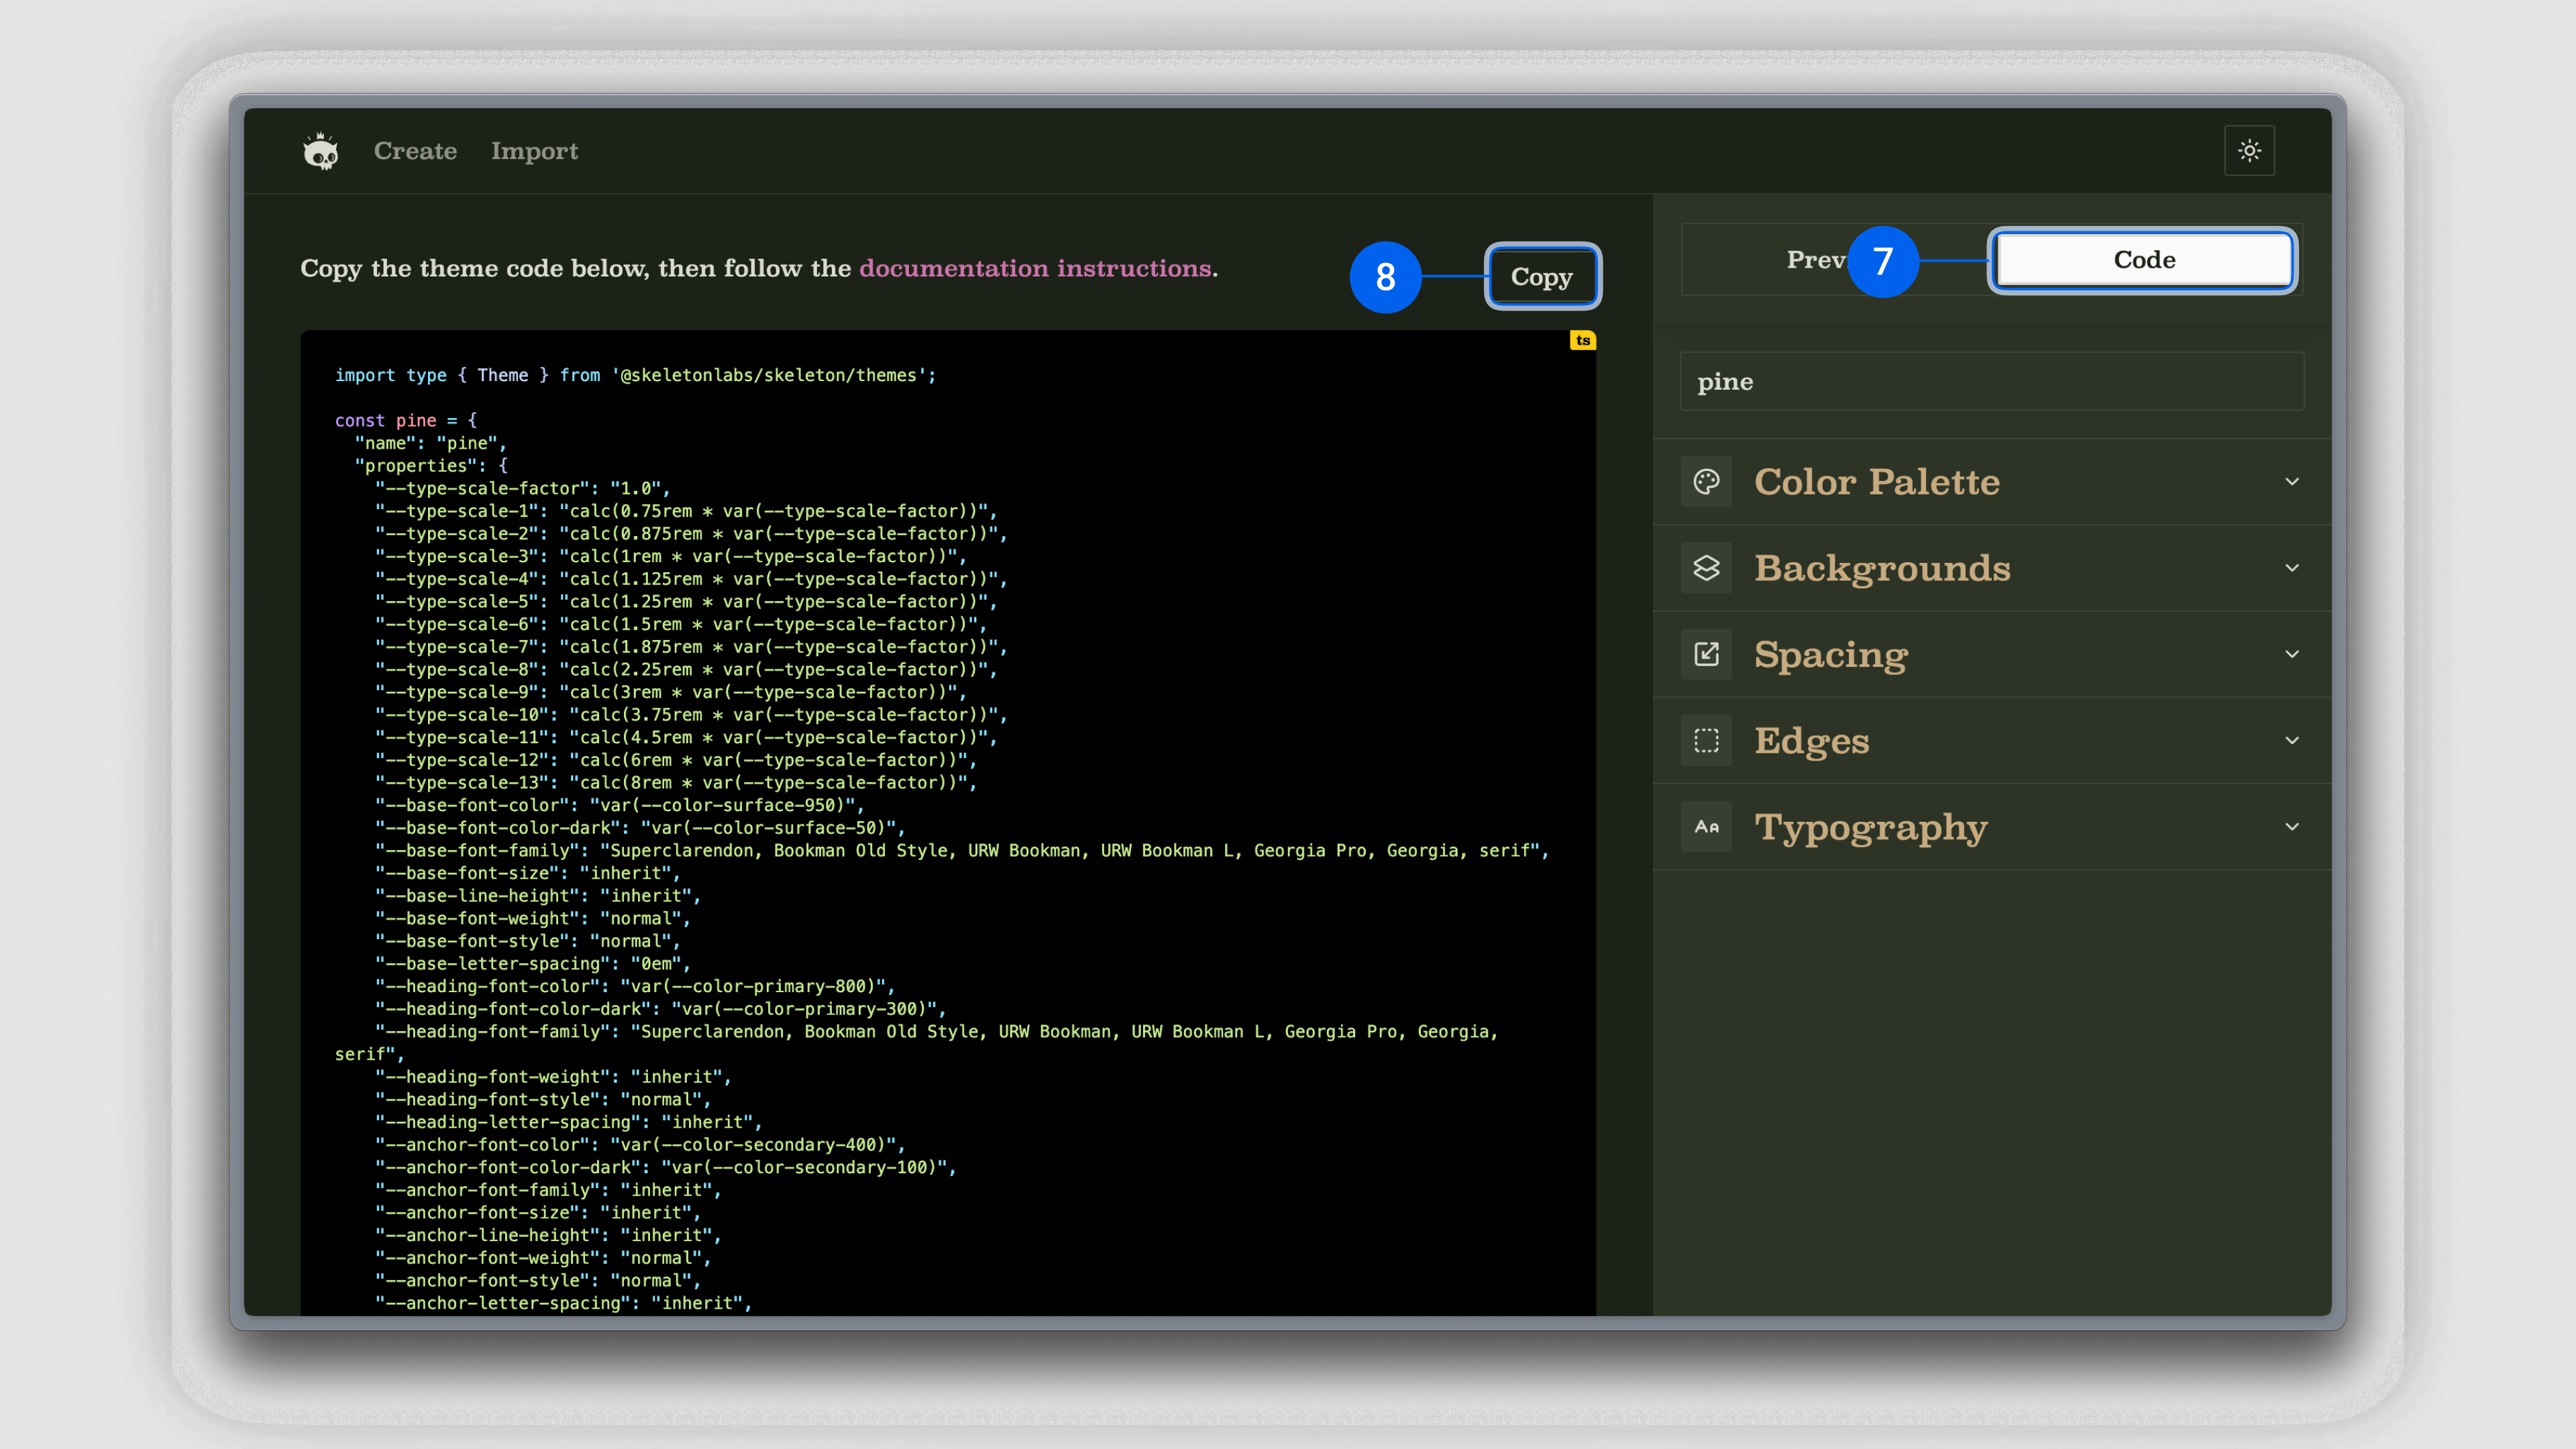 Create Import
Copy the theme code below, then follow the documentation instructions.
8
Copy
Prev
7
Code
ts
import type { Theme } from '@skeletonlabs/skeleton/themes';
const pine = {
"name": "pine",
"properties": {
"--type-scale-factor": "1.0",
"--type-scale-1": "calc(0.75rem * var(--type-scale-factor))",
"--type-scale-2": "calc(0.875rem * var(--type-scale-factor))",
"--type-scale-3": "calc(1rem * var(--type-scale-factor))",
"--type-scale-4": "calc(1.125rem * var(--type-scale-factor))",
"--type-scale-5": "calc(1.25rem * var(--type-scale-factor))",
"--type-scale-6": "calc(1.5rem * var(--type-scale-factor))",
"--type-scale-7": "calc(1.875rem * var(--type-scale-factor))",
"--type-scale-8": "calc(2.25rem * var(--type-scale-factor))",
"--type-scale-9": "calc(3rem * var(--type-scale-factor))",
"--type-scale-10": "calc(3.75rem * var(--type-scale-factor))",
"--type-scale-11": "calc(4.5rem * var(--type-scale-factor))",
"--type-scale-12": "calc(6rem * var(--type-scale-factor))",
"--type-scale-13": "calc(8rem * var(--type-scale-factor))",
"--base-font-color": "var(--color-surface-950)",
"--base-font-color-dark": "var(--color-surface-50)",
"--base-font-family": "Superclarendon, Bookman Old Style, URW Bookman, URW Bookman L, Georgia Pro, Georgia, serif",
"--base-font-size": "inherit",
"--base-line-height": "inherit",
"--base-font-weight": "normal",
"--base-font-style": "normal",
"--base-letter-spacing": "0em",
"--heading-font-color": "var(--color-primary-800)",
"--heading-font-color-dark": "var(--color-primary-300)",
"--heading-font-family": "Superclarendon, Bookman Old Style, URW Bookman, URW Bookman L, Georgia Pro, Georgia,
serif",
"--heading-font-weight": "inherit",
"--heading-font-style": "normal",
"--heading-letter-spacing": "inherit",
"--anchor-font-color": "var(--color-secondary-400)",
"--anchor-font-color-dark": "var(--color-secondary-100)",
"--anchor-font-family": "inherit",
"--anchor-font-size": "inherit",
"--anchor-line-height": "inherit",
"--anchor-font-weight": "normal",
"--anchor-font-style": "normal",
"--anchor-letter-spacing": "inherit",
pine
Color Palette
Backgrounds
Spacing
Edges
AA Typography